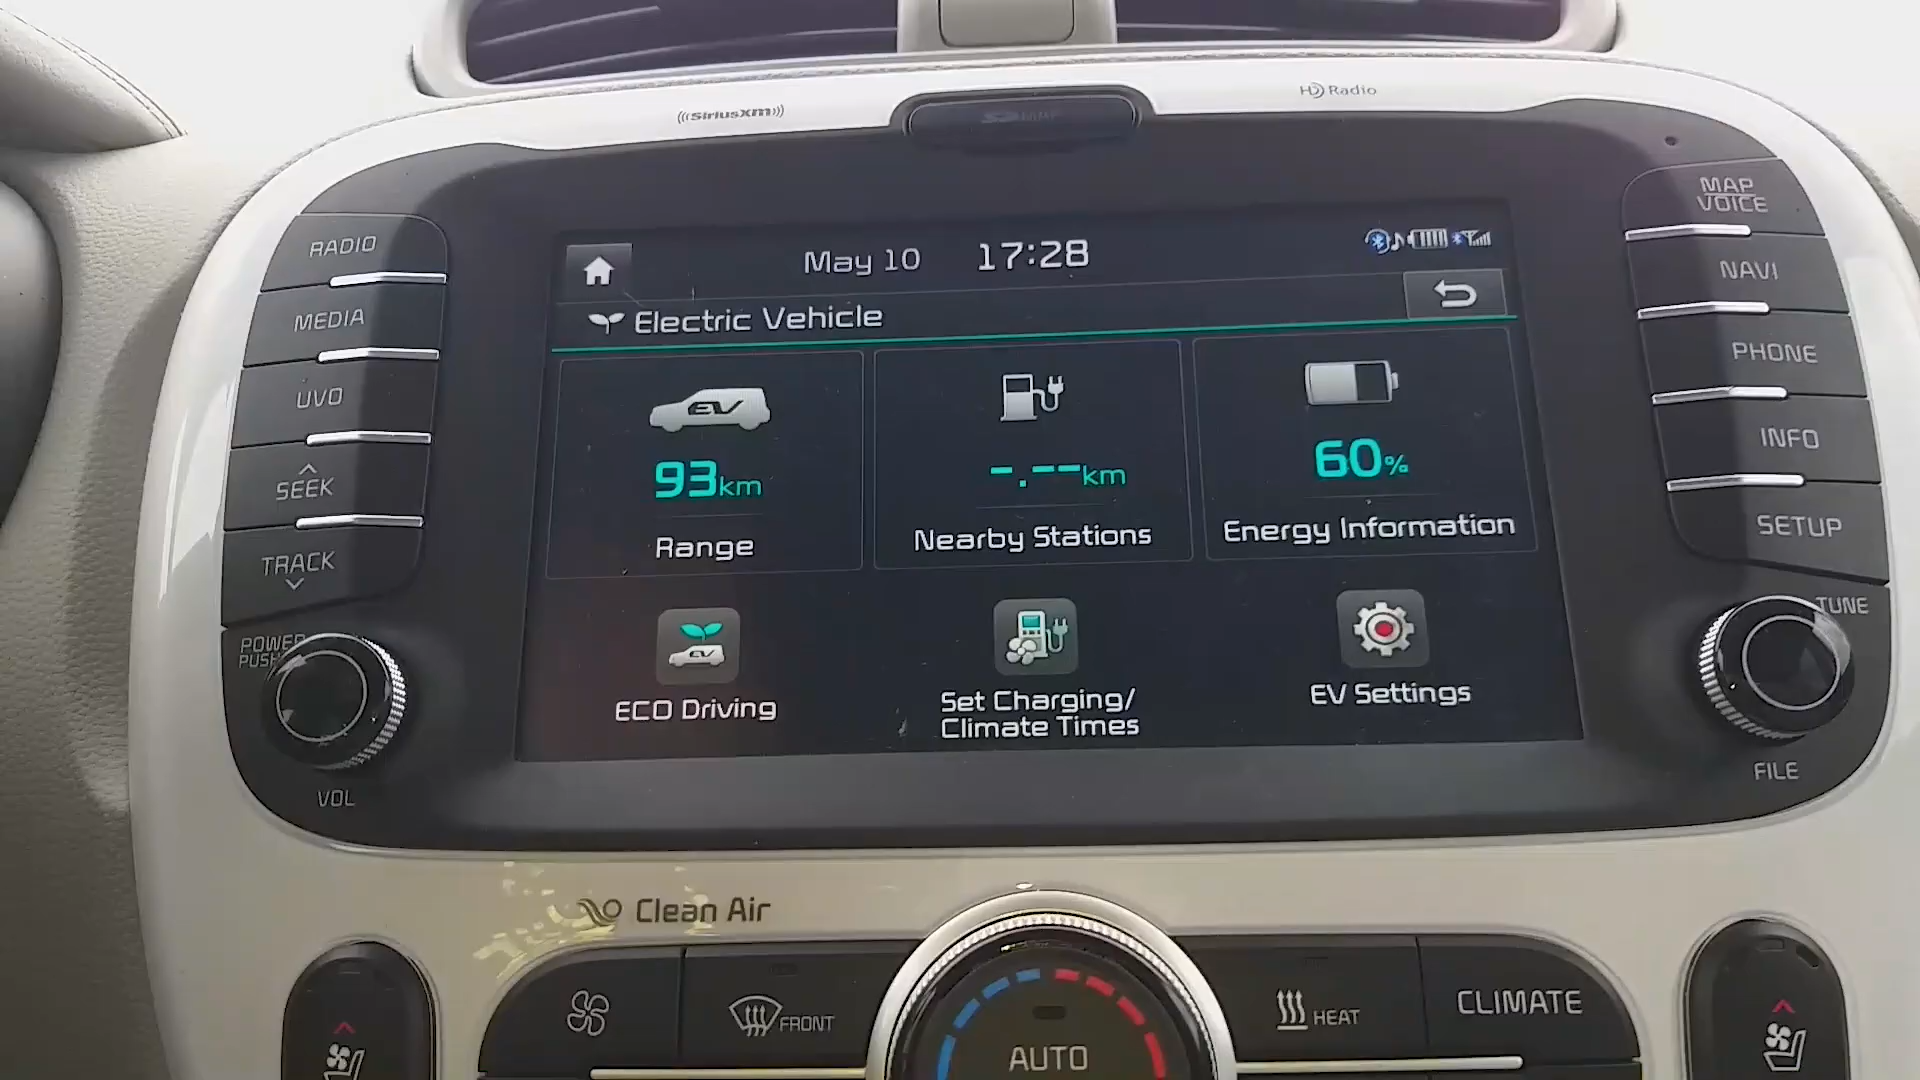 SiriusXM
HD Radio
RADIO
MEDIA
UVO
SEEK
TRACK
POWER
PUSH
VOL
May 10 17:28
Electric Vehicle
EV
93km
Range
-.--km
Nearby Stations
60%
Energy Information
EV
ECO Driving
Set Charging/
Climate Times
EV Settings
MAP
VOICE
NAVI
PHONE
INFO
SETUP
TUNE
FILE
Clean Air
FRONT
AUTO
HEAT
CLIMATE